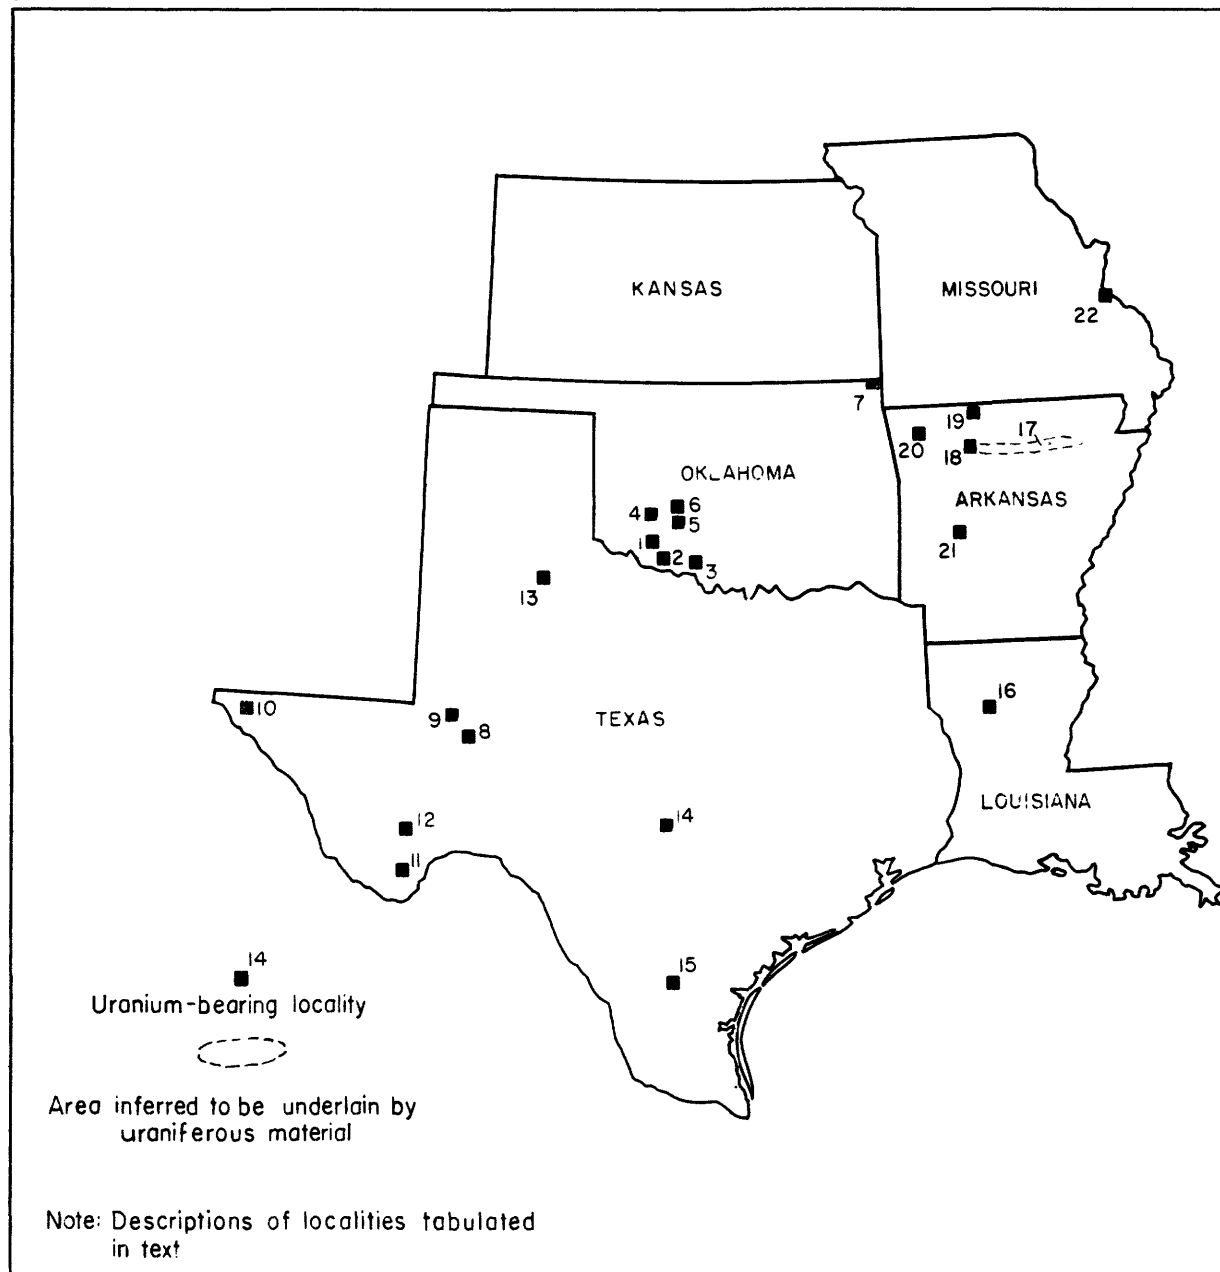 KANSAS
MISSOURI
22
7
19
17
20
18
OKLAHOMA
ARKANSAS
6
4
5
1
21
2
3
13
16
10
9
TEXAS
8
LOUISIANA
12
14
11
14
15
Uranium-bearing locality
Area inferred to be underlain by
uraniferous material
Note: Descriptions of localities tabulated
in text